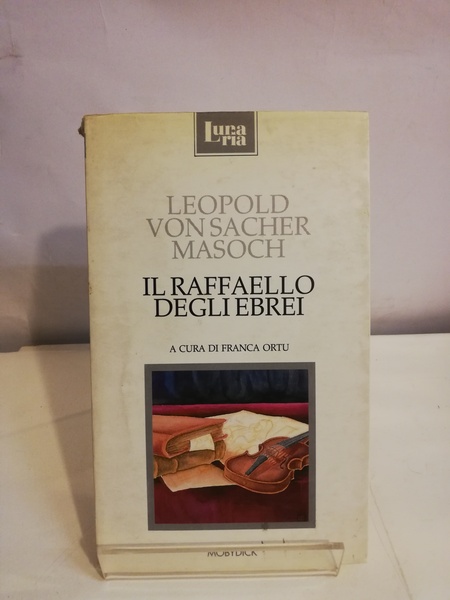 Luna
ria
LEOPOLD
VON SACHER
MASOCH
IL RAFFAELLO
DEGLI EBREI
A CURA DI FRANCA ORTU
MOBYDICK